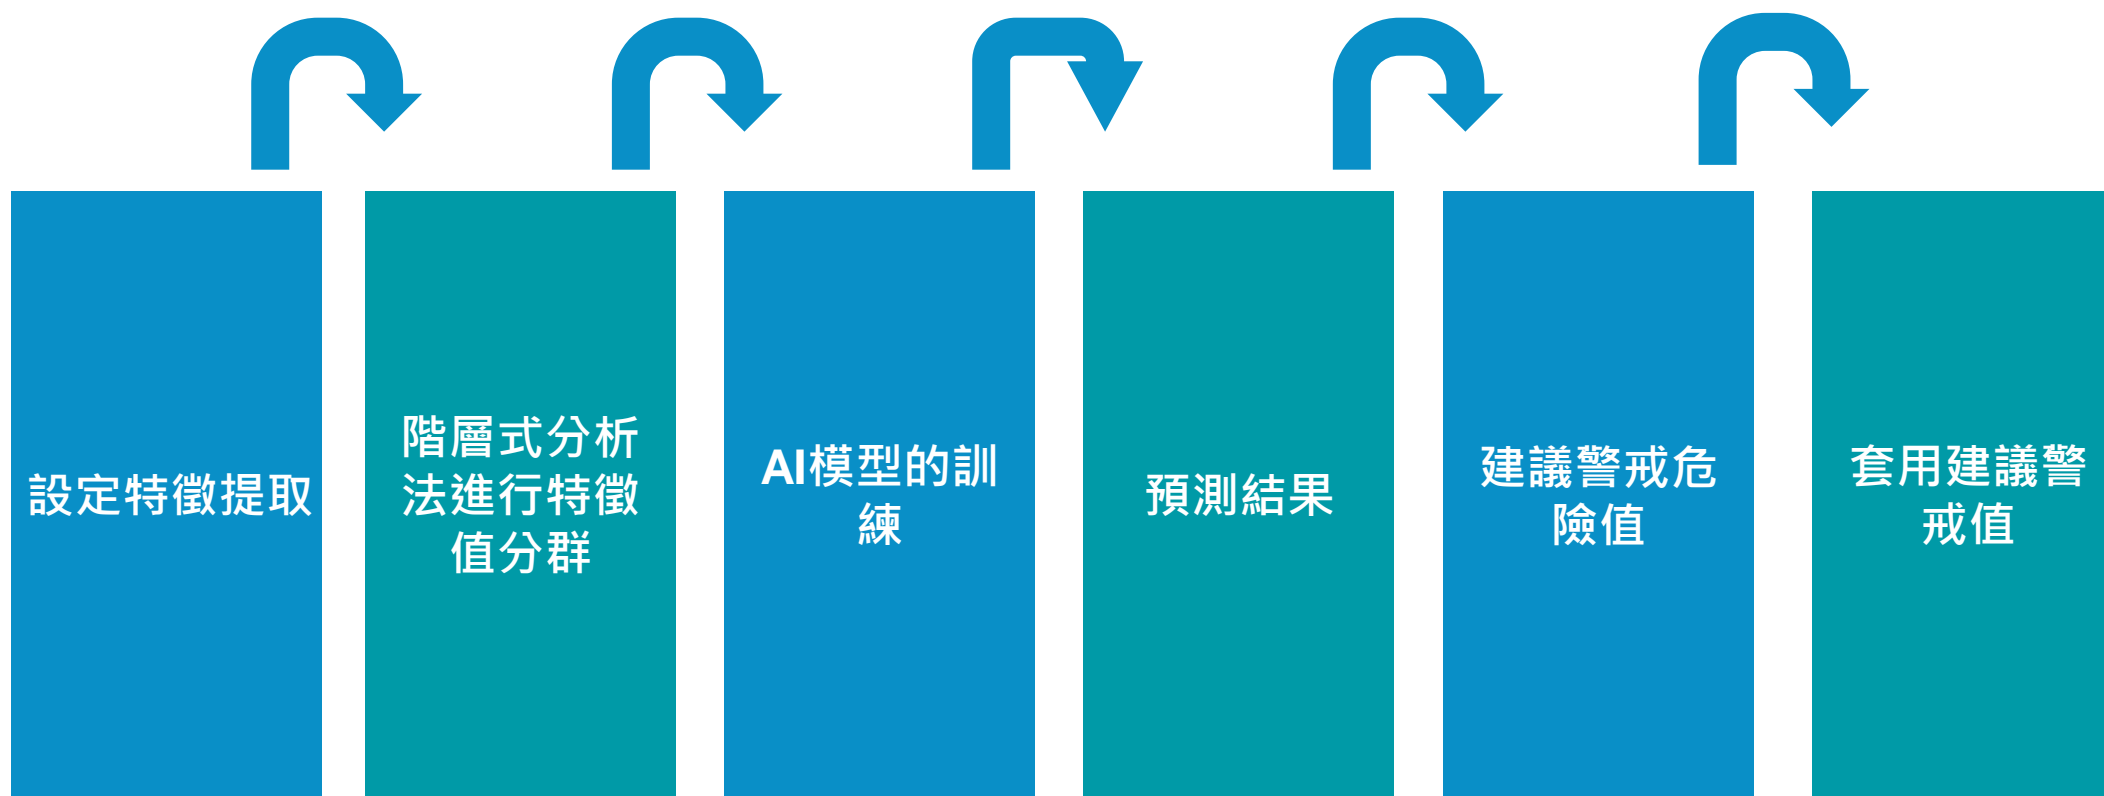 設定特徵提取
階層式分析
法進行特徵
值分群
AI模型的訓
練
預測結果
建議警戒危
險值
套用建議警
戒值